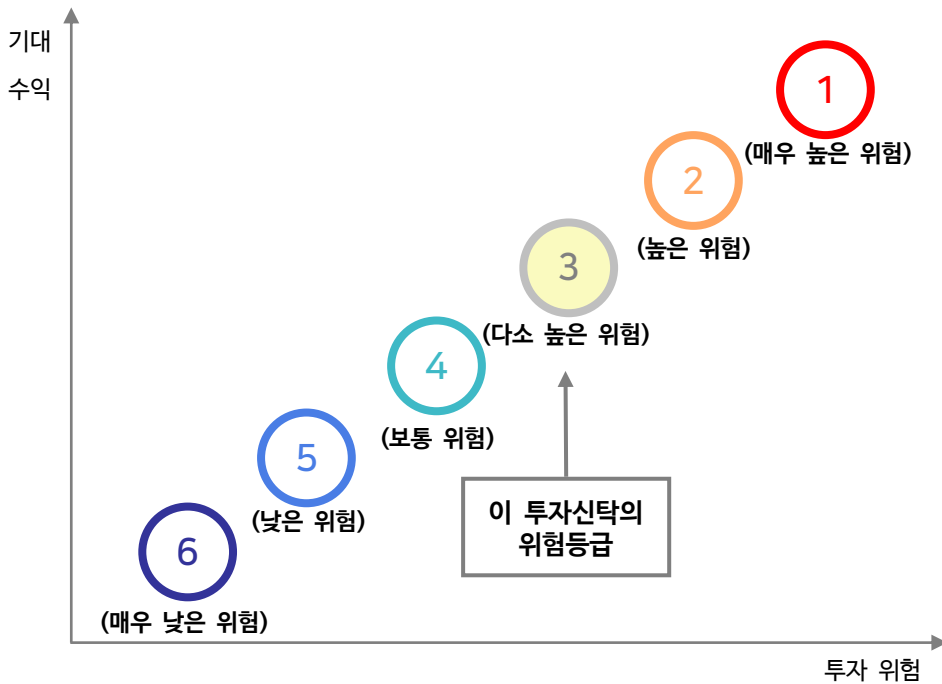 기대
수익
1
(매우 높은 위험)
2
(높은 위험)
3
(다소 높은 위험)
4
(보통 위험)
5
(낮은 위험)
이 투자신탁의
위험등급
6
(매우 낮은 위험)
투자 위험